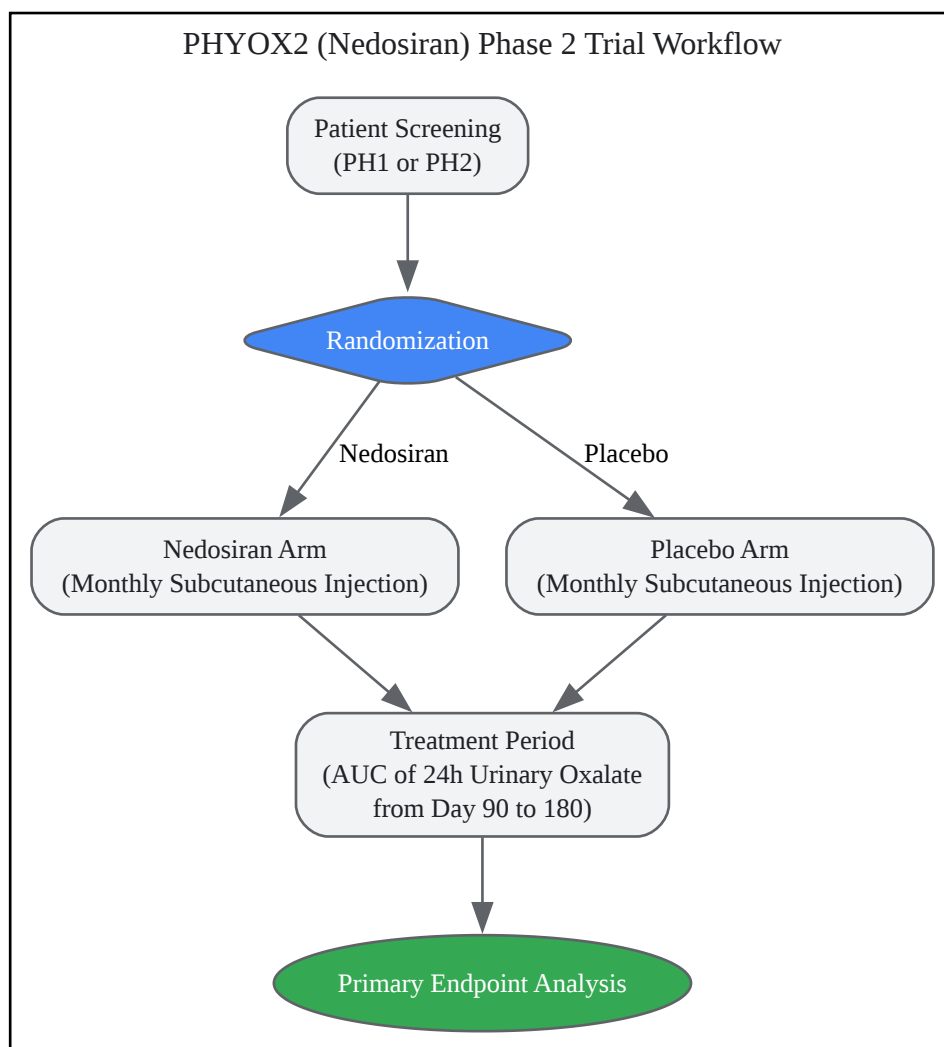 PHYOX2 (Nedosiran) Phase 2 Trial Workflow
Patient Screening
(PH1 or PH2)
Randomization
Nedosiran
Placebo
Nedosiran Arm
(Monthly Subcutaneous Injection)
Placebo Arm
(Monthly Subcutaneous Injection)
Treatment Period
(AUC of 24h Urinary Oxalate
from Day 90 to 180)
Primary Endpoint Analysis